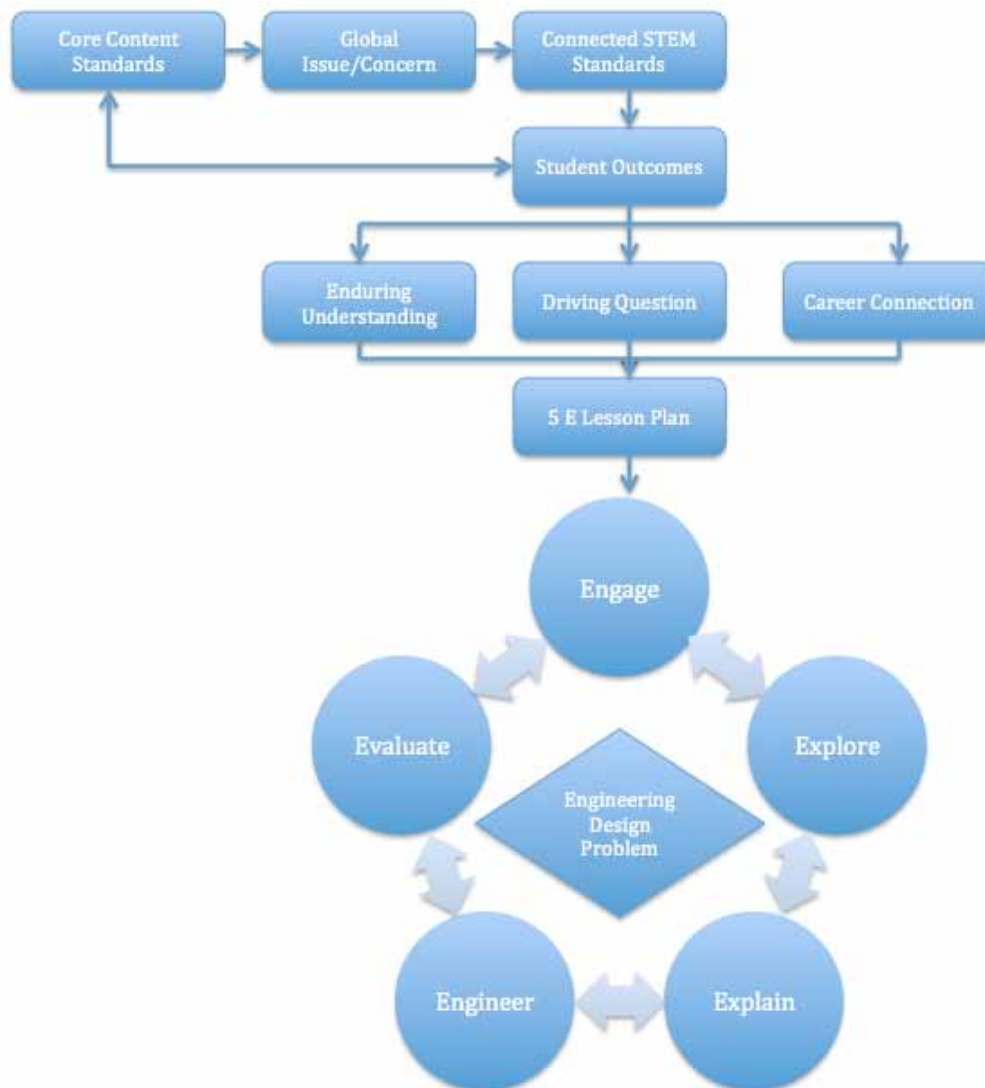 Core Content
Standards
Global
Issue/Concern
Connected STEM
Standards
Student Outcomes
Enduring
Understanding
Driving Question
Career Connection
5 E Lesson Plan
Engage
Evaluate
Explore
Engineering
Design
Problem
Engineer
Explain